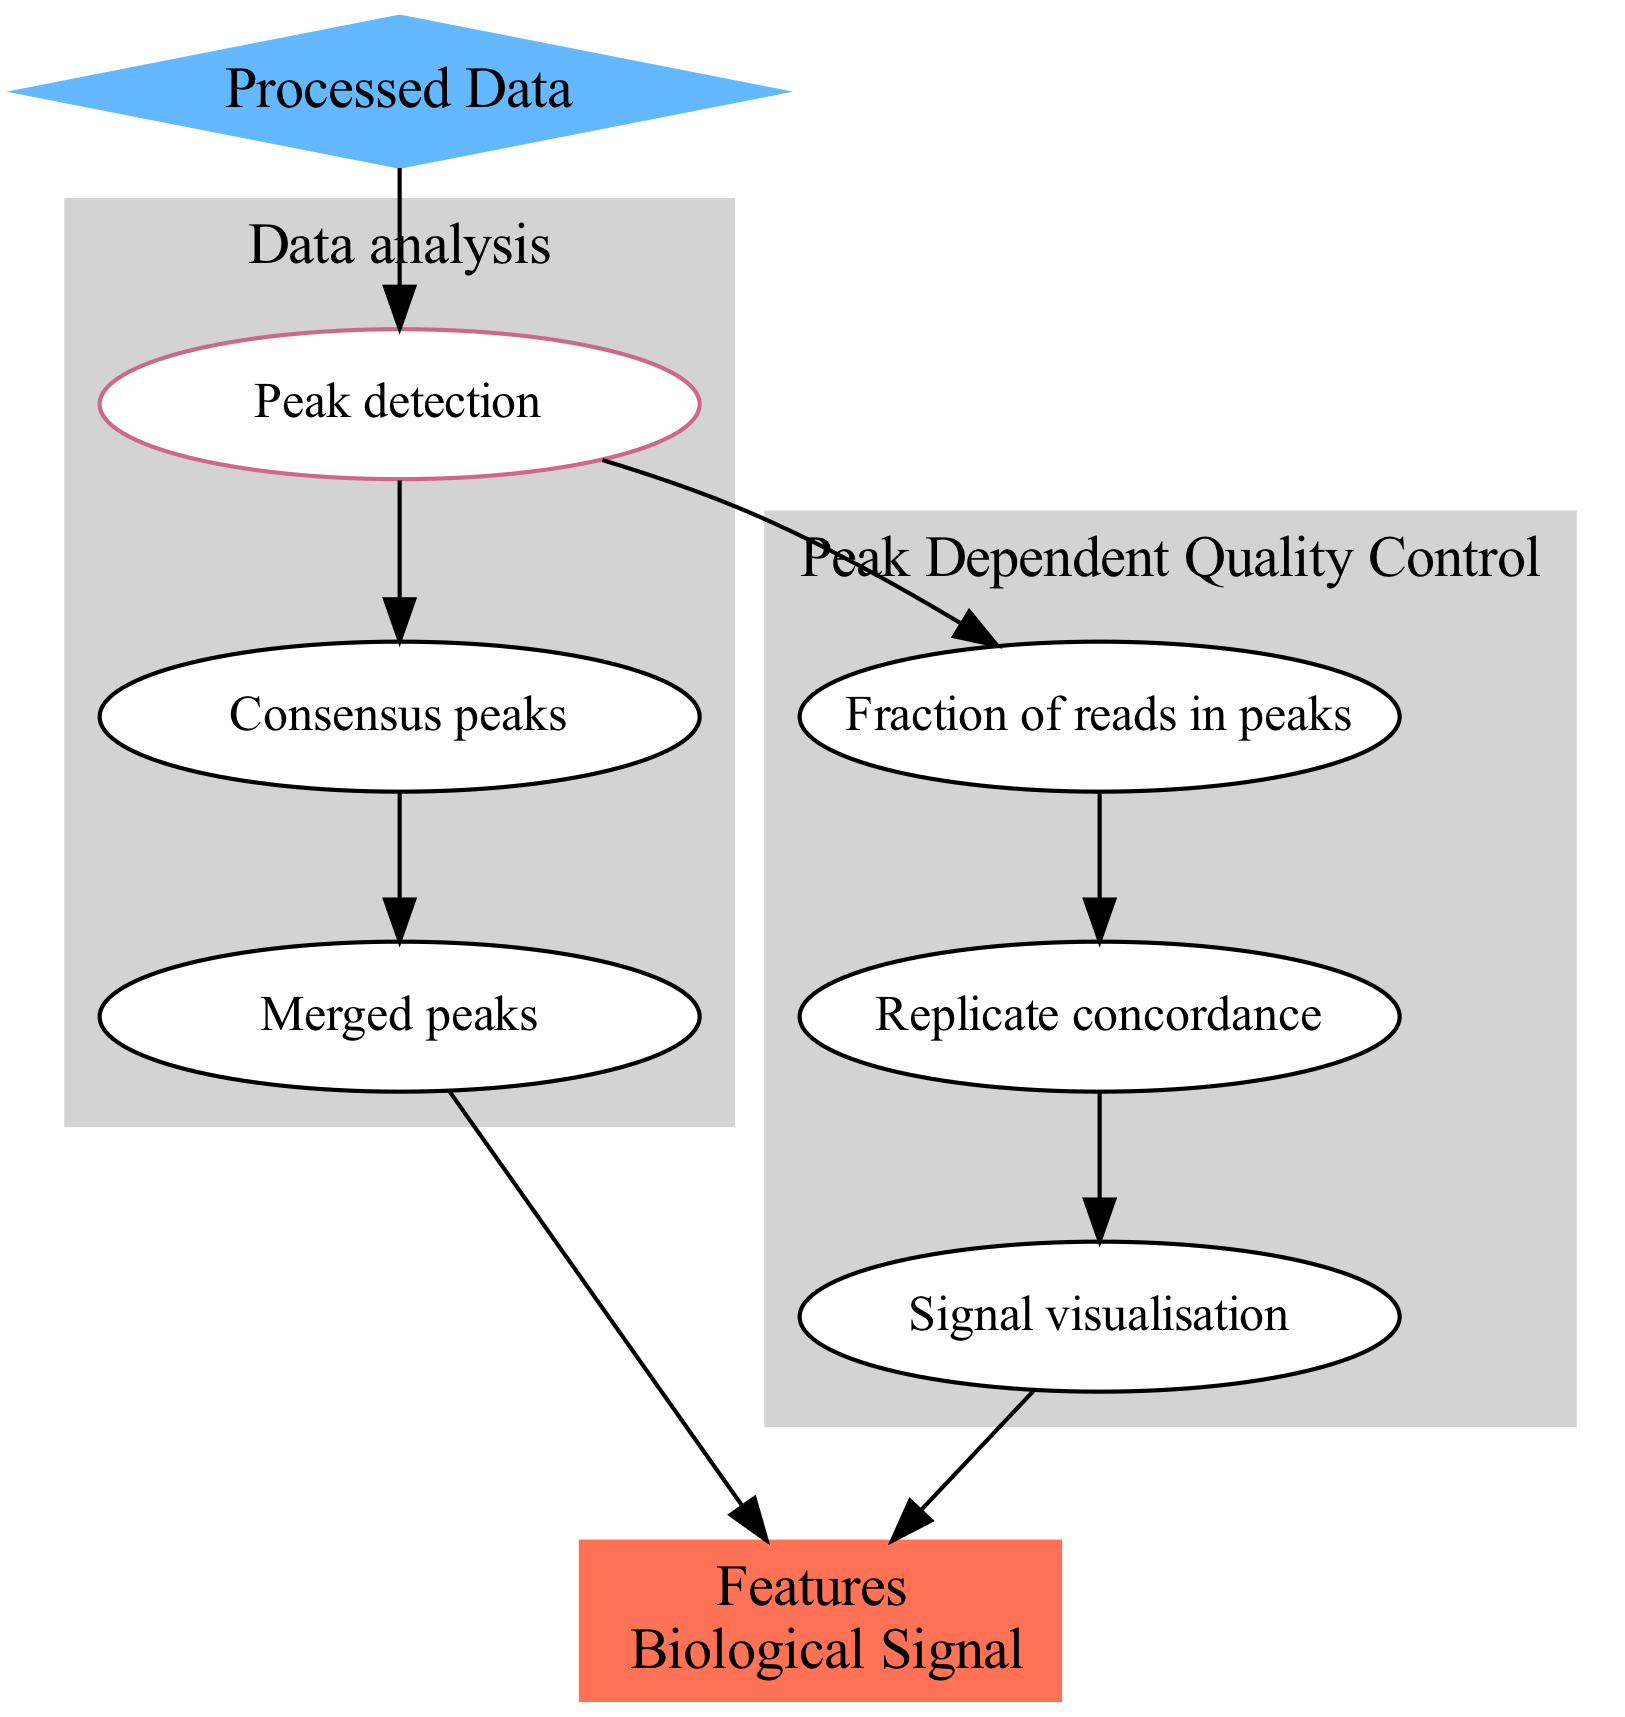 Processed Data
Data analysis
Peak detection
Peak Dependent Quality Control
Consensus peaks
Fraction of reads in peaks
Merged peaks
Replicate concordance
Signal visualisation
Features
Biological Signal